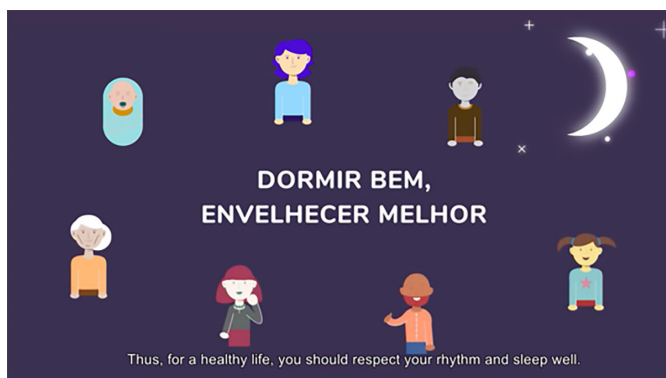 DORMIR BEM,
ENVELHECER MELHOR
Thus, for a healthy life, you should respect your rhythm and sleep well.